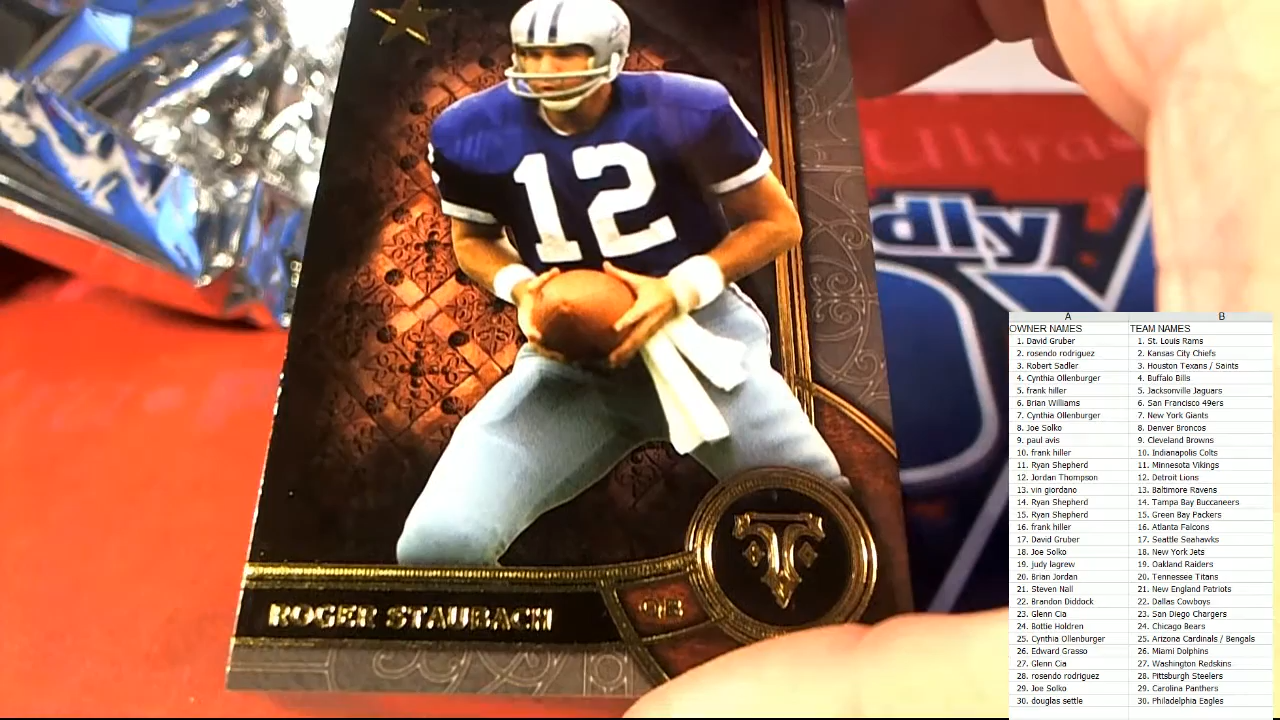 12
dly
Ultra
ROGER STAUBACH
QB
A B
OWNER NAMES TEAM NAMES
1. David Gruber 1. St. Louis Rams
2. rosendo rodriguez 2. Kansas City Chiefs
3. Robert Sadler 3. Houston Texans / Saints
4. Cynthia Ollenburger 4. Buffalo Bills
5. frank hiller 5. Jacksonville Jaguars
6. Brian Williams 6. San Francisco 49ers
7. Cynthia Ollenburger 7. New York Giants
8. Joe Solko 8. Denver Broncos
9. paul avis 9. Cleveland Browns
10. frank hiller 10. Indianapolis Colts
11. Ryan Shepherd 11. Minnesota Vikings
12. Jordan Thompson 12. Detroit Lions
13. vin giordano 13. Baltimore Ravens
14. Ryan Shepherd 14. Tampa Bay Buccaneers
15. Ryan Shepherd 15. Green Bay Packers
16. frank hiller 16. Atlanta Falcons
17. David Gruber 17. Seattle Seahawks
18. Joe Solko 18. New York Jets
19. judy lagrew 19. Oakland Raiders
20. Brian Jordan 20. Tennessee Titans
21. Steven Nall 21. New England Patriots
22. Brandon Diddock 22. Dallas Cowboys
23. Glenn Cia 23. San Diego Chargers
24. Bottie Holdren 24. Chicago Bears
25. Cynthia Ollenburger 25. Arizona Cardinals / Bengals
26. Edward Grasso 26. Miami Dolphins
27. Glenn Cia 27. Washington Redskins
28. rosendo rodriguez 28. Pittsburgh Steelers
29. Joe Solko 29. Carolina Panthers
30. douglas settle 30. Philadelphia Eagles